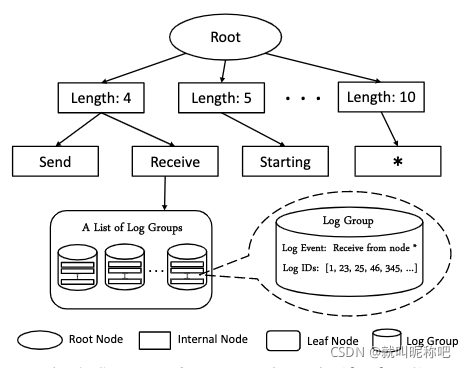 Root
Length: 4
Length: 5
. . .
Length: 10
Send
Receive
Starting
*
A List of Log Groups
...
Log Group
Log Event: Receive from node *
Log IDs: [1, 23, 25, 46, 345, ...]
Root Node
Internal Node
Leaf Node
Log Group
CSDN @就叫昵称吧